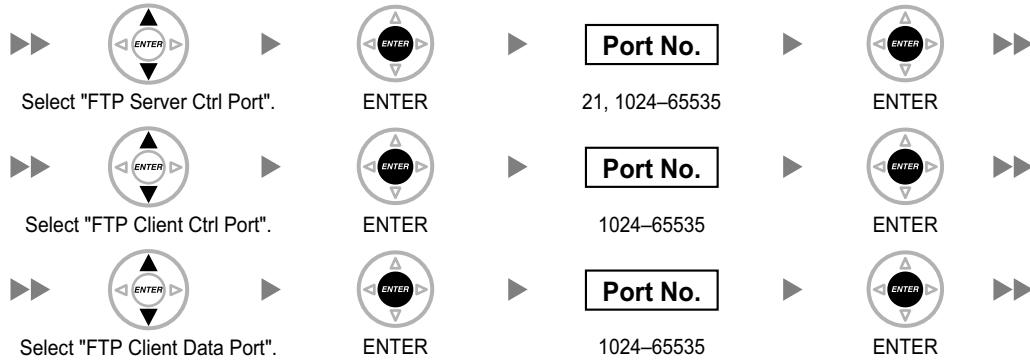 ENTER ENTER Port No. ENTER
Select "FTP Server Ctrl Port". ENTER 21, 1024–65535 ENTER
ENTER ENTER Port No. ENTER
Select "FTP Client Ctrl Port". ENTER 1024–65535 ENTER
ENTER ENTER Port No. ENTER
Select "FTP Client Data Port". ENTER 1024–65535 ENTER